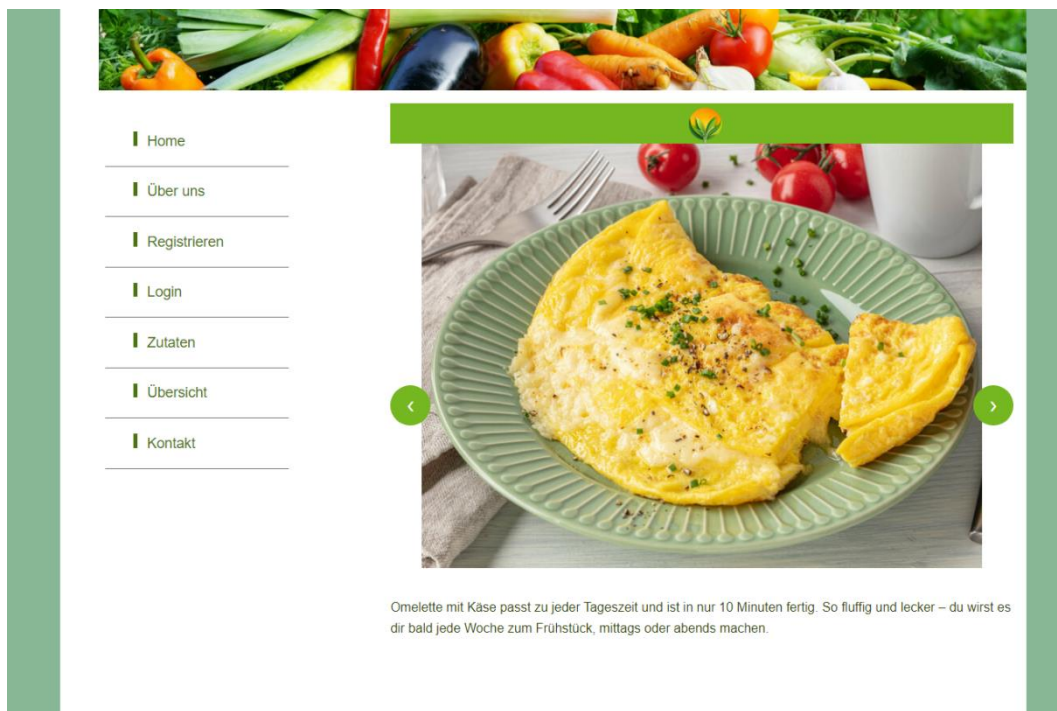 Home
Über uns
Registrieren
Login
Zutaten
Übersicht
Kontakt
‹
›
Omelette mit Käse passt zu jeder Tageszeit und ist in nur 10 Minuten fertig. So fluffig und lecker – du wirst es
dir bald jede Woche zum Frühstück, mittags oder abends machen.